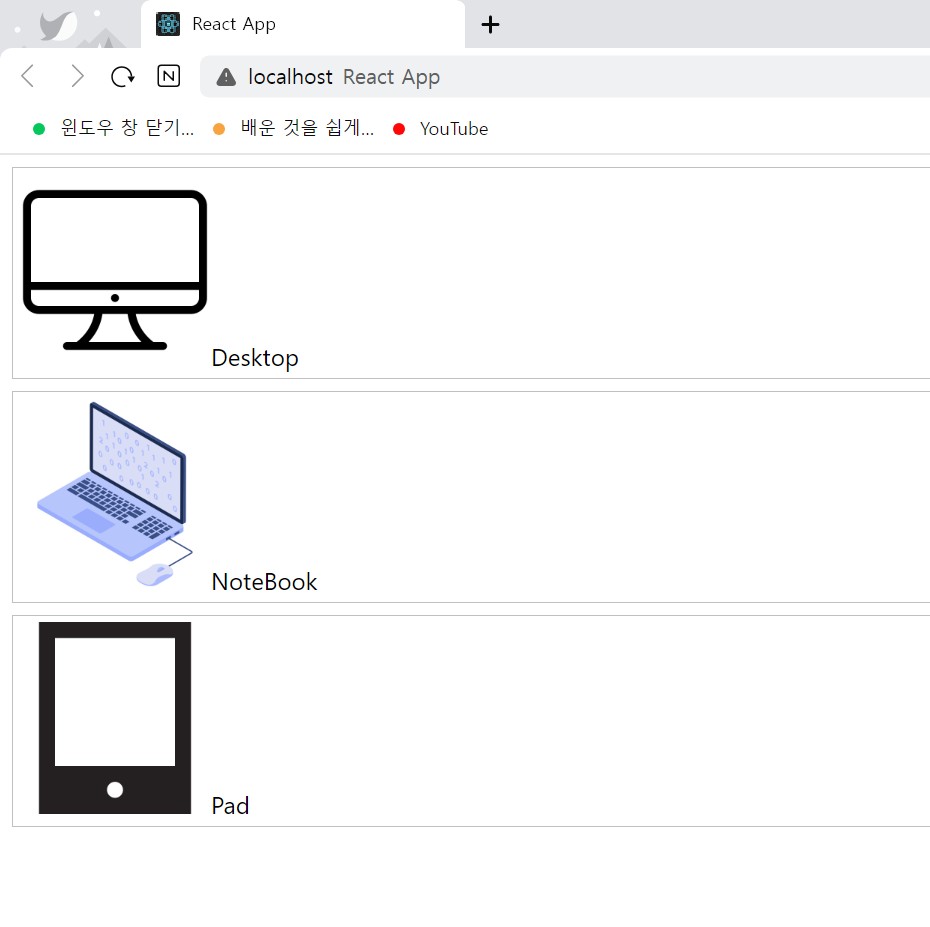 React App
N
localhost React App
윈도우 창 닫기... 배운 것을 쉽게... YouTube
Desktop
NoteBook
Pad